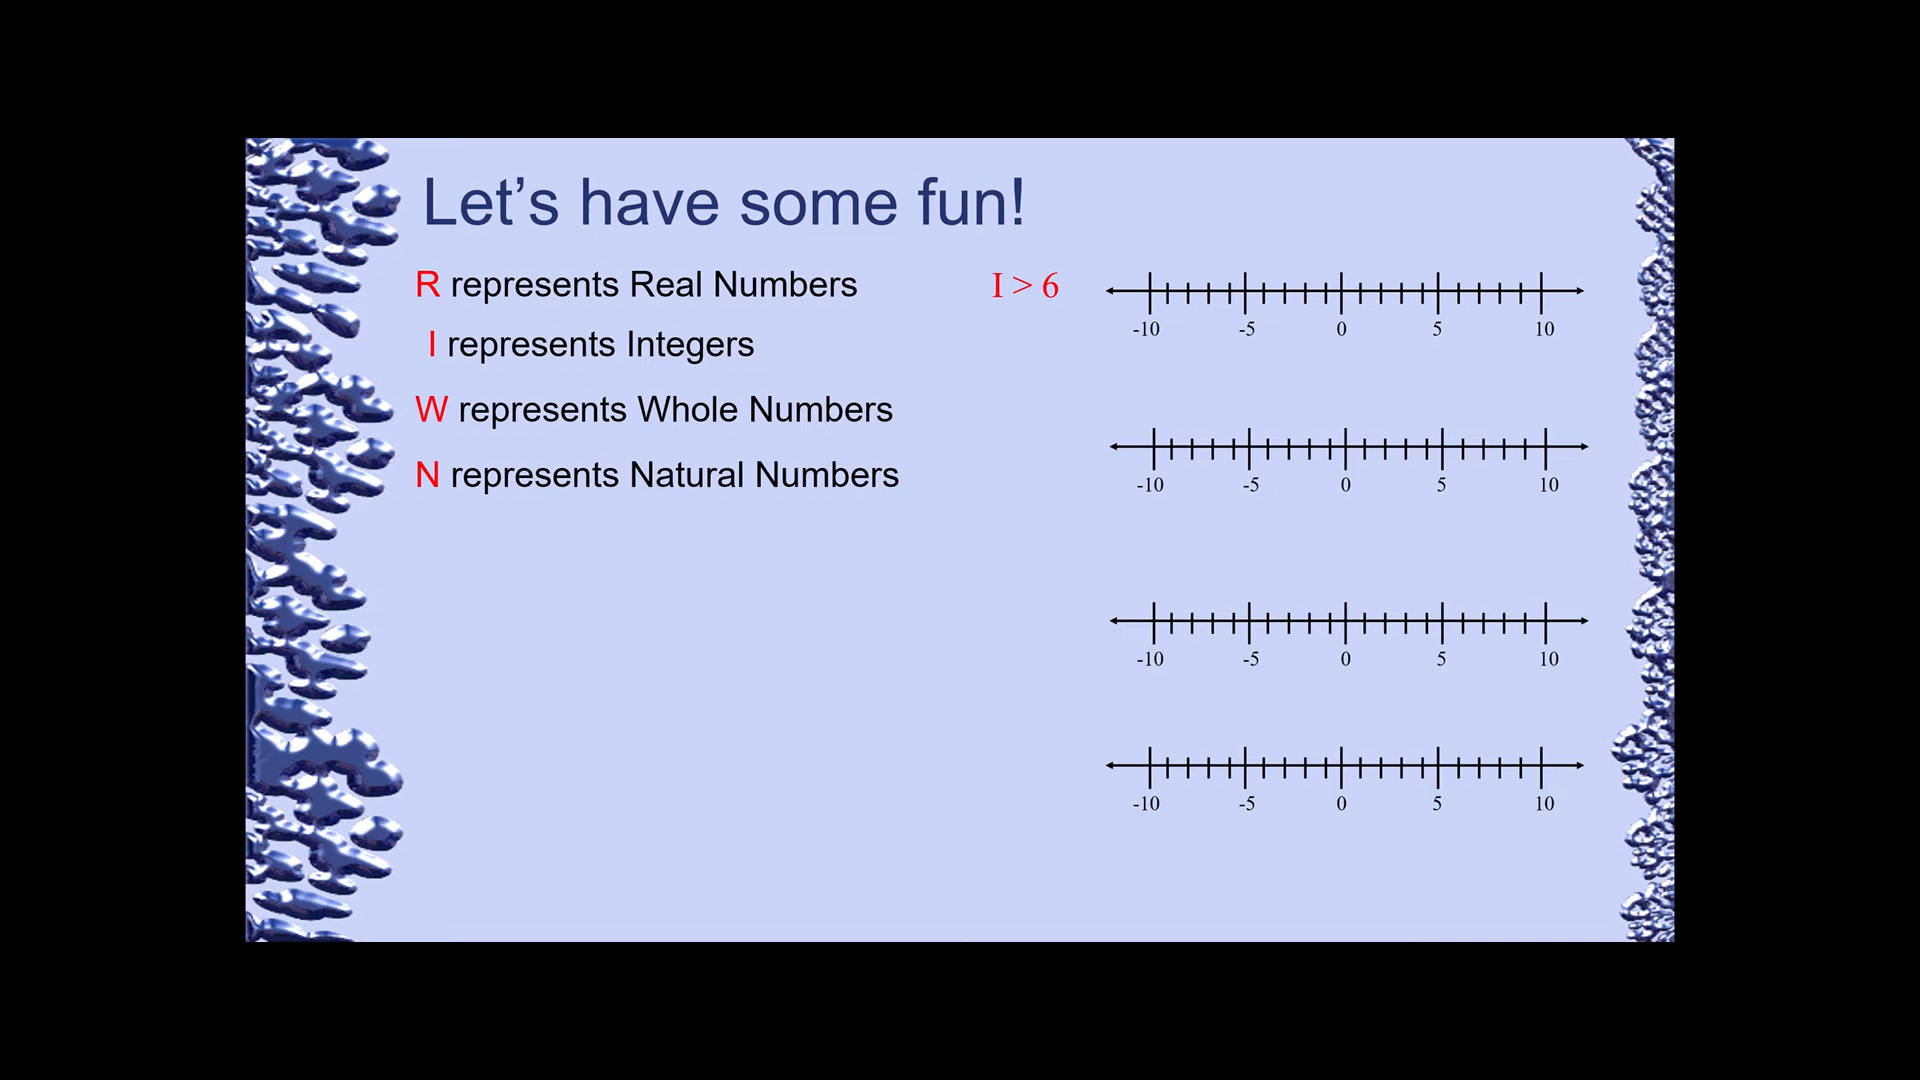 Let’s have some fun!
R represents Real Numbers
I > 6
-10 -5 0 5 10
I represents Integers
W represents Whole Numbers
N represents Natural Numbers
-10 -5 0 5 10
-10 -5 0 5 10
-10 -5 0 5 10